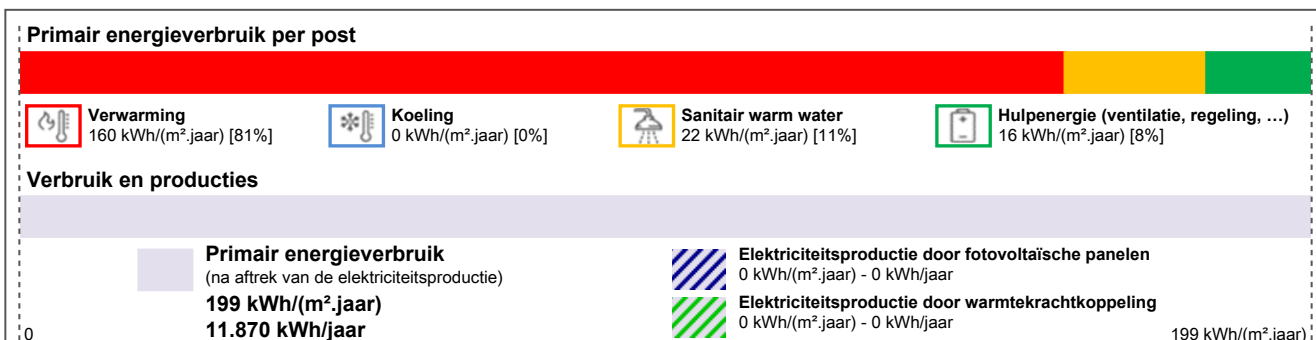 Primair energieverbruik per post
Verwarming
160 kWh/(m².jaar) [81%]
Koeling
0 kWh/(m².jaar) [0%]
Sanitair warm water
22 kWh/(m².jaar) [11%]
Hulpenergie (ventilatie, regeling, …)
16 kWh/(m².jaar) [8%]
Verbruik en producties
Primair energieverbruik
(na aftrek van de elektriciteitsproductie)
199 kWh/(m².jaar)
11.870 kWh/jaar
Elektriciteitsproductie door fotovoltaïsche panelen
0 kWh/(m².jaar) - 0 kWh/jaar
Elektriciteitsproductie door warmtekrachtkoppeling
0 kWh/(m².jaar) - 0 kWh/jaar
0
199 kWh/(m².jaar)